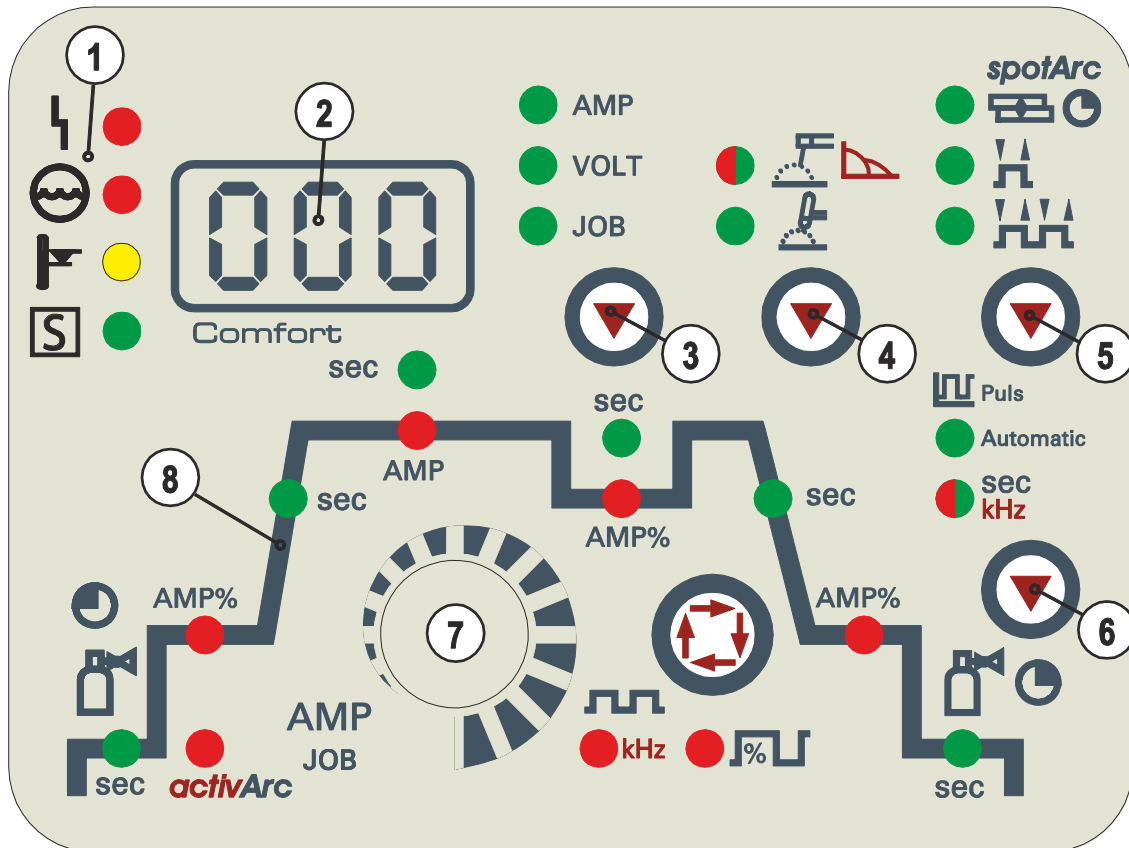 1
2
spotArc
AMP
VOLT
JOB
S
000
Comfort
3
4
5
sec
sec
Puls
Automatic
AMP
8
sec
sec
sec
kHz
AMP%
AMP%
AMP%
7
6
AMP
JOB
kHz
%
sec
activArc
sec